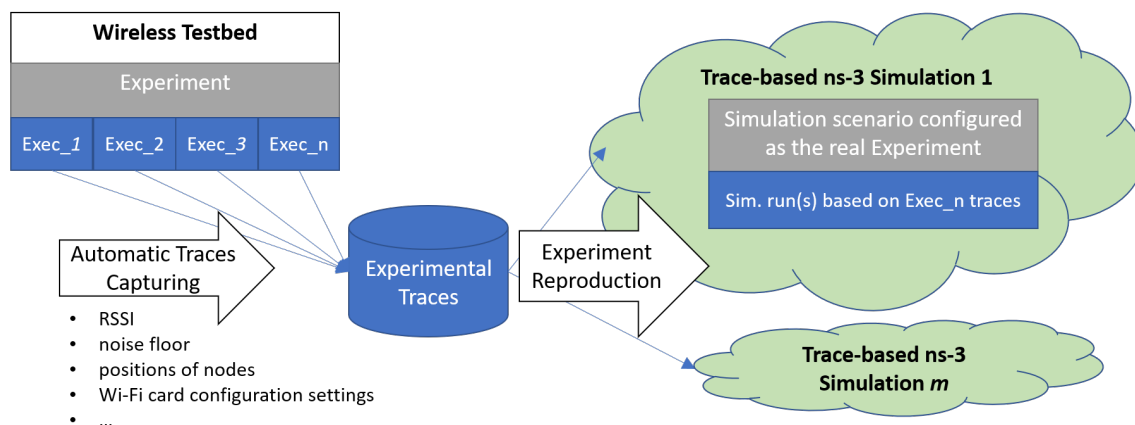 Wireless Testbed
Experiment
Exec_1
Exec_2
Exec_3
Exec_n
Automatic Traces
Capturing
• RSSI
• noise floor
• positions of nodes
• Wi-Fi card configuration settings
• ...
Experimental
Traces
Experiment
Reproduction
Trace-based ns-3 Simulation 1
Simulation scenario configured
as the real Experiment
Sim. run(s) based on Exec_n traces
Trace-based ns-3
Simulation m